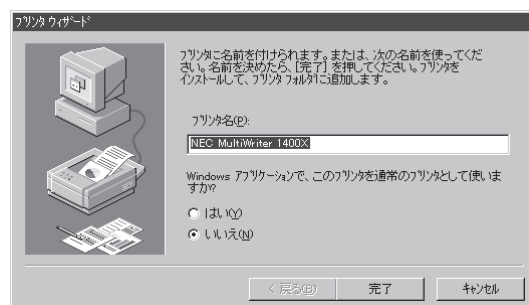 プリンタ ウィザード
プリンタに名前を付けられます。または、次の名前を使ってくだ
さい。名前を決めたら、[完了] を押してください。プリンタを
インストールして、プリンタ フォルダに追加します。
プリンタ名(P):
NEC MultiWriter 1400X
Windows アプリケーションで、このプリンタを通常のプリンタとして使いま
すか?
はい(Y)
いいえ(N)
< 戻る(B)
完了
キャンセル